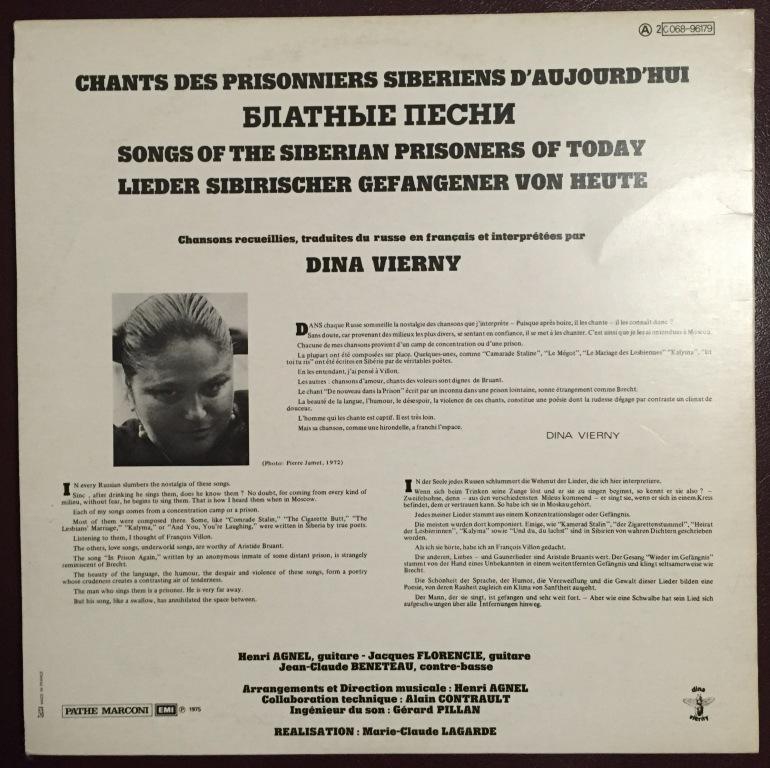 Ⓐ 2C 068-96179
CHANTS DES PRISONNIERS SIBERIENS D'AUJOURD'HUI
БЛАТНЫЕ ПЕСНИ
SONGS OF THE SIBERIAN PRISONERS OF TODAY
LIEDER SIBIRISCHER GEFANGENER VON HEUTE
Chansons recueillies, traduites du russe en français et interprétées par
DINA VIERNY
DANS chaque Russe sommeille la nostalgie des chansons que j'interprète – Puisque après boire, il les chante – il les connaît donc ?
Sans doute, car provenant des milieux les plus divers, se sentant en confiance, il se met à les chanter. C'est ainsi que je les ai entendues à Moscou.
Chacune de mes chansons provient d'un camp de concentration ou d'une prison.
La plupart ont été composées sur place. Quelques-unes, comme "Camarade Staline", "Le Mégot", "Le Mariage des Lesbiennes" "Kalyma", "Et
toi tu ris" ont été écrites en Sibérie par de véritables poètes.
En les entendant, j'ai pensé à Villon.
Les autres : chansons d'amour, chants des voleurs sont dignes de Bruant.
Le chant "De nouveau dans la Prison" écrit par un inconnu dans une prison lointaine, sonne étrangement comme Brecht.
La beauté de la langue, l'humour, le désespoir, la violence de ces chants, constitue une poésie dont la rudesse dégage par contraste un climat de
douceur.
L'homme qui les chante est captif. Il est très loin.
Mais sa chanson, comme une hirondelle, a franchi l'espace.
DINA VIERNY
(Photo: Pierre Jamet, 1972)
IN every Russian slumbers the nostalgia of these songs.
Sinc , after drinking he sings them, does he know them ? No doubt, for coming from every kind of
milieu, without fear, he begins to sing them. That is how I heard them when in Moscow.
Each of my songs comes from a concentration camp or a prison.
Most of them were composed there. Some, like "Comrade Stalin," "The Cigarette Butt," "The
Lesbians' Marriage," "Kalyma," or "And You, You're Laughing," were written in Siberia by true poets.
Listening to them, I thought of François Villon.
The others, love songs, underworld songs, are worthy of Aristide Bruant.
The song "In Prison Again," written by an anonymous inmate of some distant prison, is strangely
reminiscent of Brecht.
The beauty of the language, the humour, the despair and violence of these songs, form a poetry
whose crudeness creates a contrasting air of tenderness.
The man who sings them is a prisoner. He is very far away.
But his song, like a swallow, has annihilated the space between.
IN der Seele jedes Russen schlummert die Wehmut der Lieder, die ich hier interpretiere.
Wenn sich beim Trinken seine Zunge löst und er sie zu singen beginnt, so kennt er sie also ? –
Zweifelsohne, denn – aus den verschiedensten Milieus kommend – er singt sie, wenn er sich in einem Kreis
befindet, dem er vertrauen kann. So habe ich sie in Moskau gehört.
Jedes meiner Lieder stammt aus einem Konzentrationslager oder Gefängnis.
Die meisten wurden dort komponiert. Einige, wie "Kamerad Stalin", "der Zigarettenstummel", "Heirat
der Lesbierinnen", "Kalyma" sowie "Und du, du lachst" sind in Sibirien von wahren Dichtern geschrieben
worden.
Als ich sie hörte, habe ich an François Villon gedacht.
Die anderen, Liebes – und Gaunerlieder sind Aristide Bruants wert. Der Gesang "Wieder im Gefängnis"
stammt von der Hand eines Unbekannten in einem weitentfernten Gefängnis und klingt seltsamerweise wie
Brecht.
Die Schönheit der Sprache, der Humor, die Verzweiflung und die Gewalt dieser Lieder bilden eine
Poesie, von deren Rauheit zugleich ein Klima von Sanftheit ausgeht.
Der Mann, der sie singt, ist gefangen und sehr weit fort. – Aber wie eine Schwalbe hat sein Lied sich
aufgeschwungen über alle Entfernungen hinweg.
Henri AGNEL, guitare - Jacques FLORENCIE, guitare
Jean-Claude BENETEAU, contre-basse
Arrangements et Direction musicale : Henri AGNEL
Collaboration technique : Alain CONTRAULT
Ingénieur du son : Gérard PILLAN
REALISATION : Marie-Claude LAGARDE
MADE IN FRANCE
PATHE MARCONI EMI ℗ 1975
dina
vierny